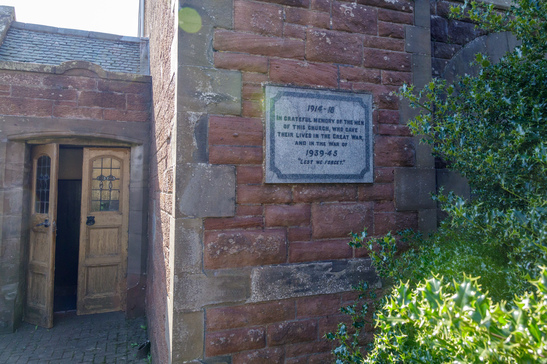 1914-18
IN GRATEFUL MEMORY OF THE MEN
OF THIS CHURCH, WHO GAVE
THEIR LIVES IN THE GREAT WAR,
AND IN THE WAR OF
1939-45
"LEST WE FORGET"